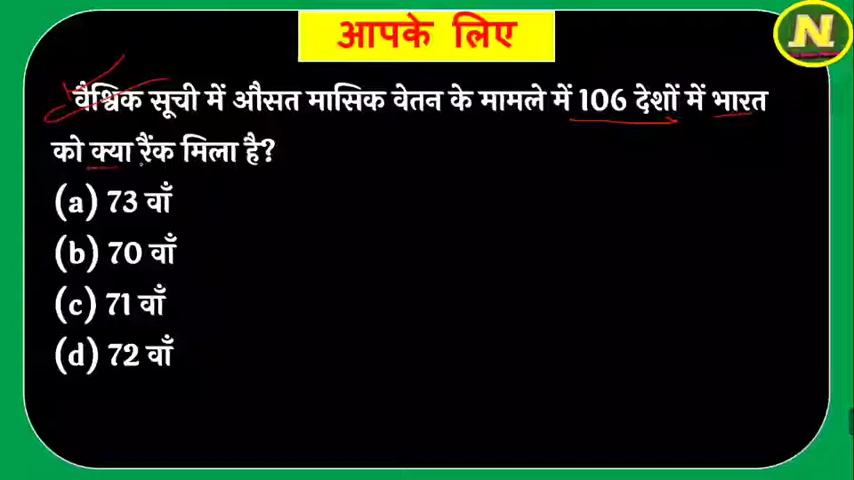 आपके लिए
N
वैश्विक सूची में औसत मासिक वेतन के मामले में 106 देशों में भारत
को क्या रैंक मिला है?
(a) 73 वाँ
(b) 70 वाँ
(c) 71 वाँ
(d) 72 वाँ